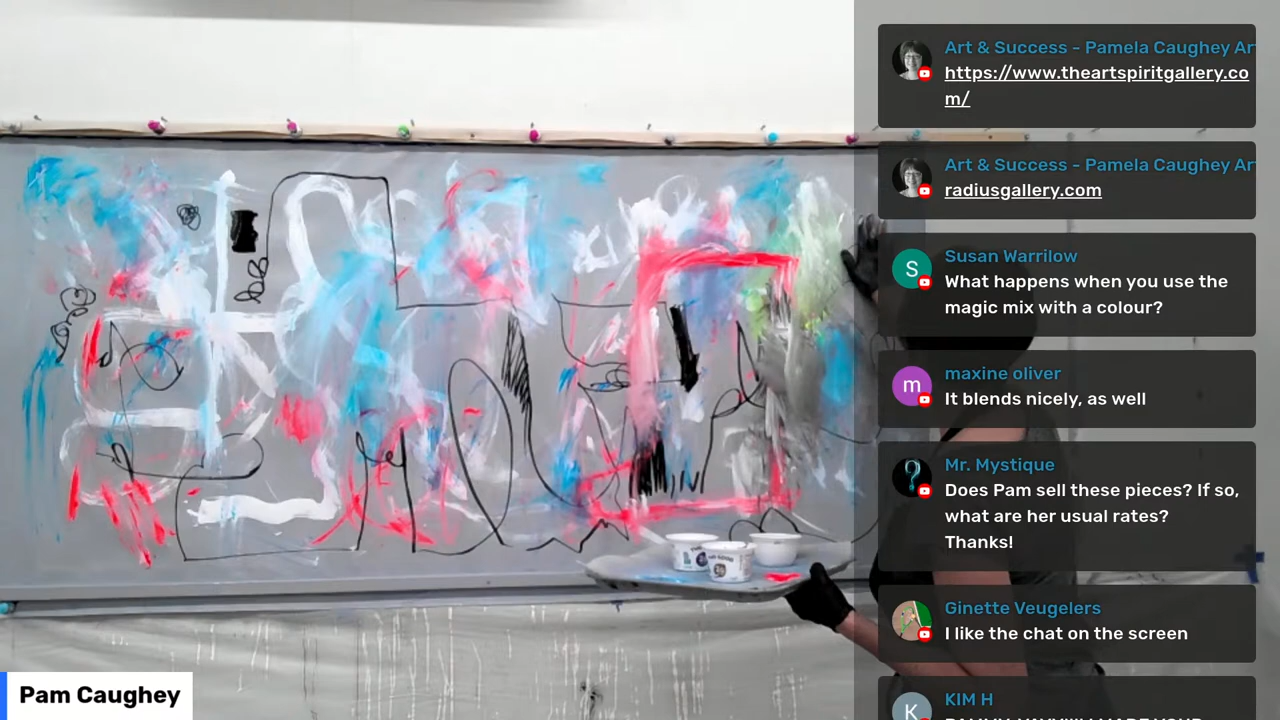 Art & Success - Pamela Caughey Ar
https://www.theartspiritgallery.co
m/
Art & Success - Pamela Caughey Ar
radiusgallery.com
S
Susan Warrilow
What happens when you use the
magic mix with a colour?
m
maxine oliver
It blends nicely, as well
?
Mr. Mystique
Does Pam sell these pieces? If so,
what are her usual rates?
Thanks!
Ginette Veugelers
I like the chat on the screen
K
KIM H
Pam Caughey